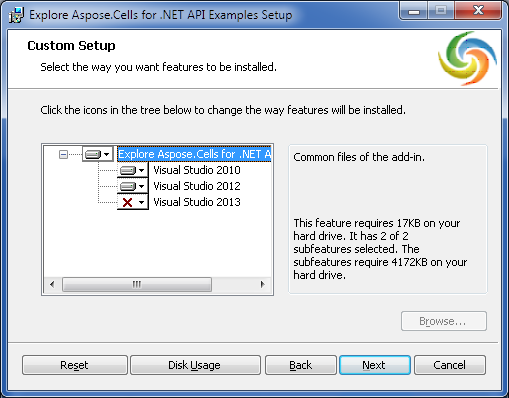 Explore Aspose.Cells for .NET API Examples Setup
Custom Setup
Select the way you want features to be installed.
Click the icons in the tree below to change the way features will be installed.
Explore Aspose.Cells for .NET A
Visual Studio 2010
Visual Studio 2012
Visual Studio 2013
Common files of the add-in.
This feature requires 17KB on your
hard drive. It has 2 of 2
subfeatures selected. The
subfeatures require 4172KB on your
hard drive.
Browse...
Reset Disk Usage Back Next Cancel